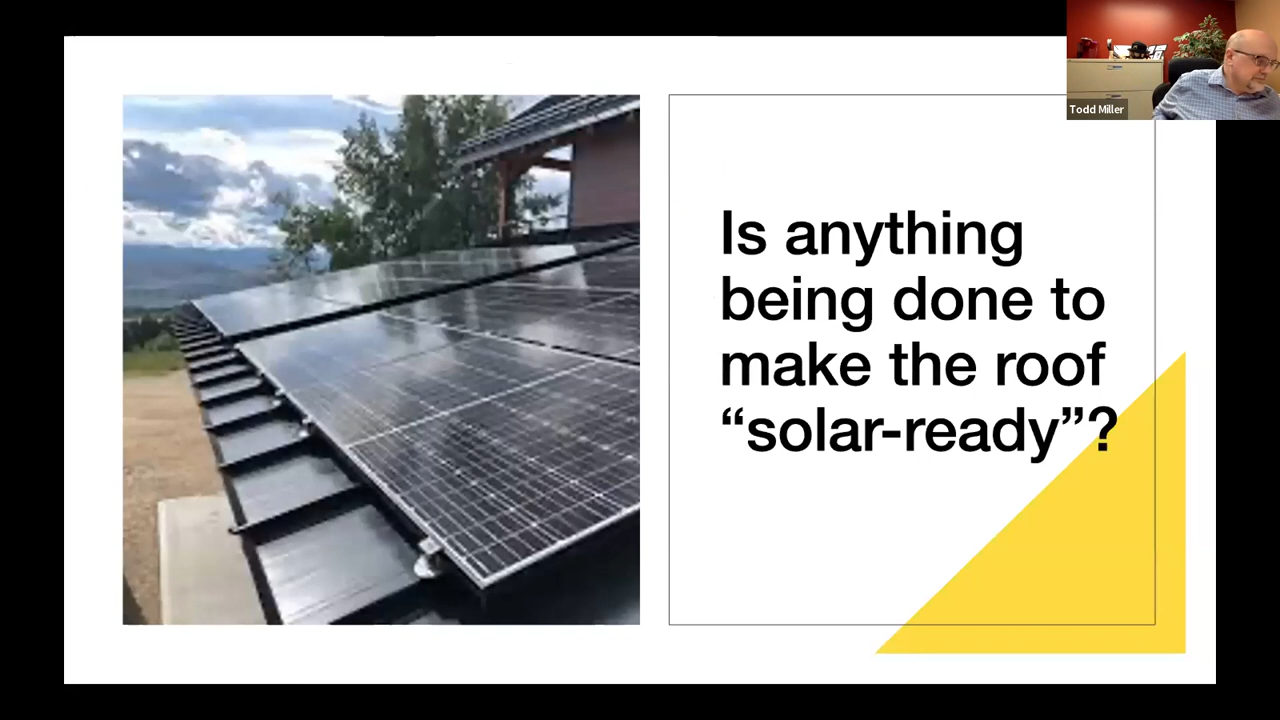 Todd Miller
Is anything
being done to
make the roof
“solar-ready”?